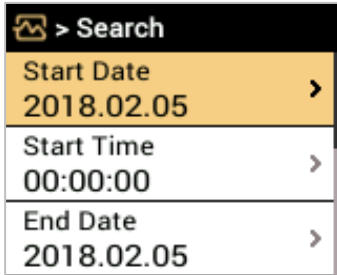 > Search
Start Date
2018.02.05
Start Time
00:00:00
End Date
2018.02.05